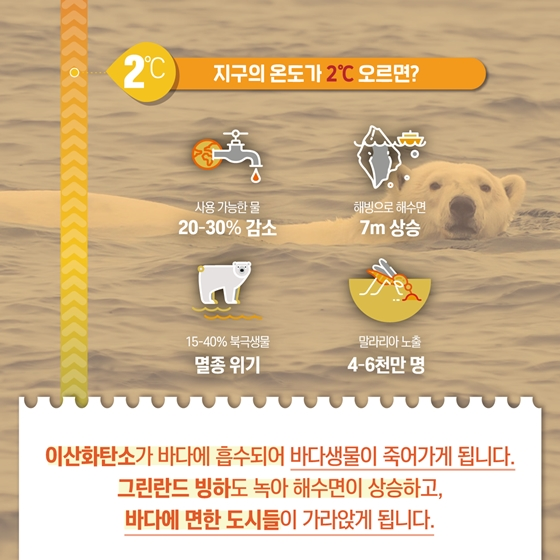 2℃
지구의 온도가 2℃ 오르면?
사용 가능한 물
20-30% 감소
해빙으로 해수면
7m 상승
15-40% 북극생물
멸종 위기
말라리아 노출
4-6천만 명
이산화탄소가 바다에 흡수되어 바다생물이 죽어가게 됩니다.
그린란드 빙하도 녹아 해수면이 상승하고,
바다에 면한 도시들이 가라앉게 됩니다.